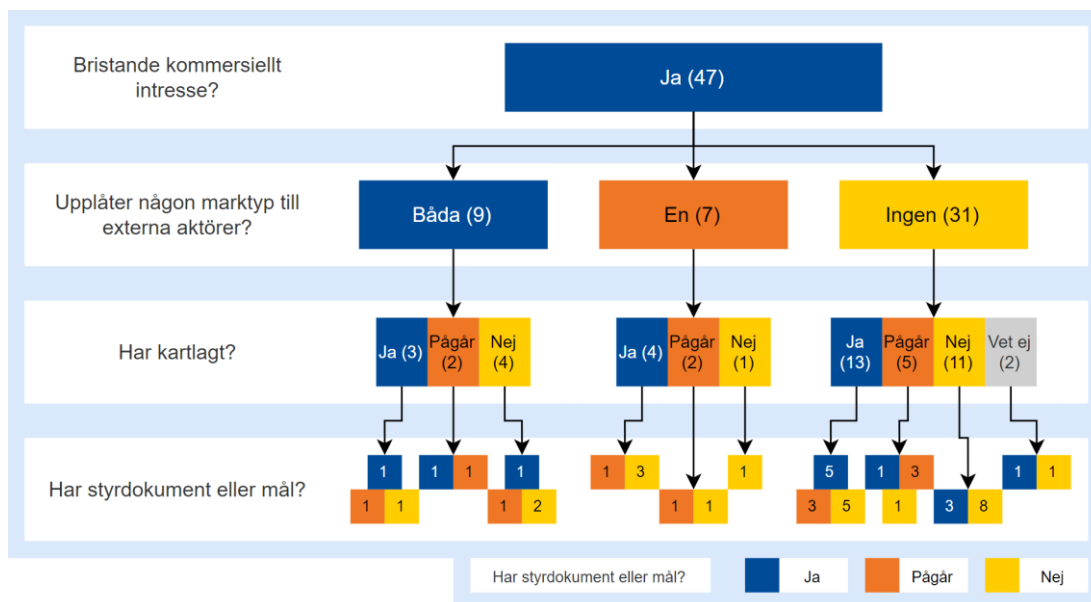 Bristande kommersiellt
intresse?
Ja (47)
Upplåter någon marktyp till
externa aktörer?
Båda (9)
En (7)
Ingen (31)
Har kartlagt?
Ja (3)
Pågår
(2)
Nej
(4)
Ja (4)
Pågår
(2)
Nej
(1)
Ja
(13)
Pågår
(5)
Nej
(11)
Vet ej
(2)
Har styrdokument eller mål?
1
1 1
1 1
1
1 2
1 3
1 1
1
5
3 5
1 3
1
3 8
1 1
Har styrdokument eller mål?
Ja
Pågår
Nej